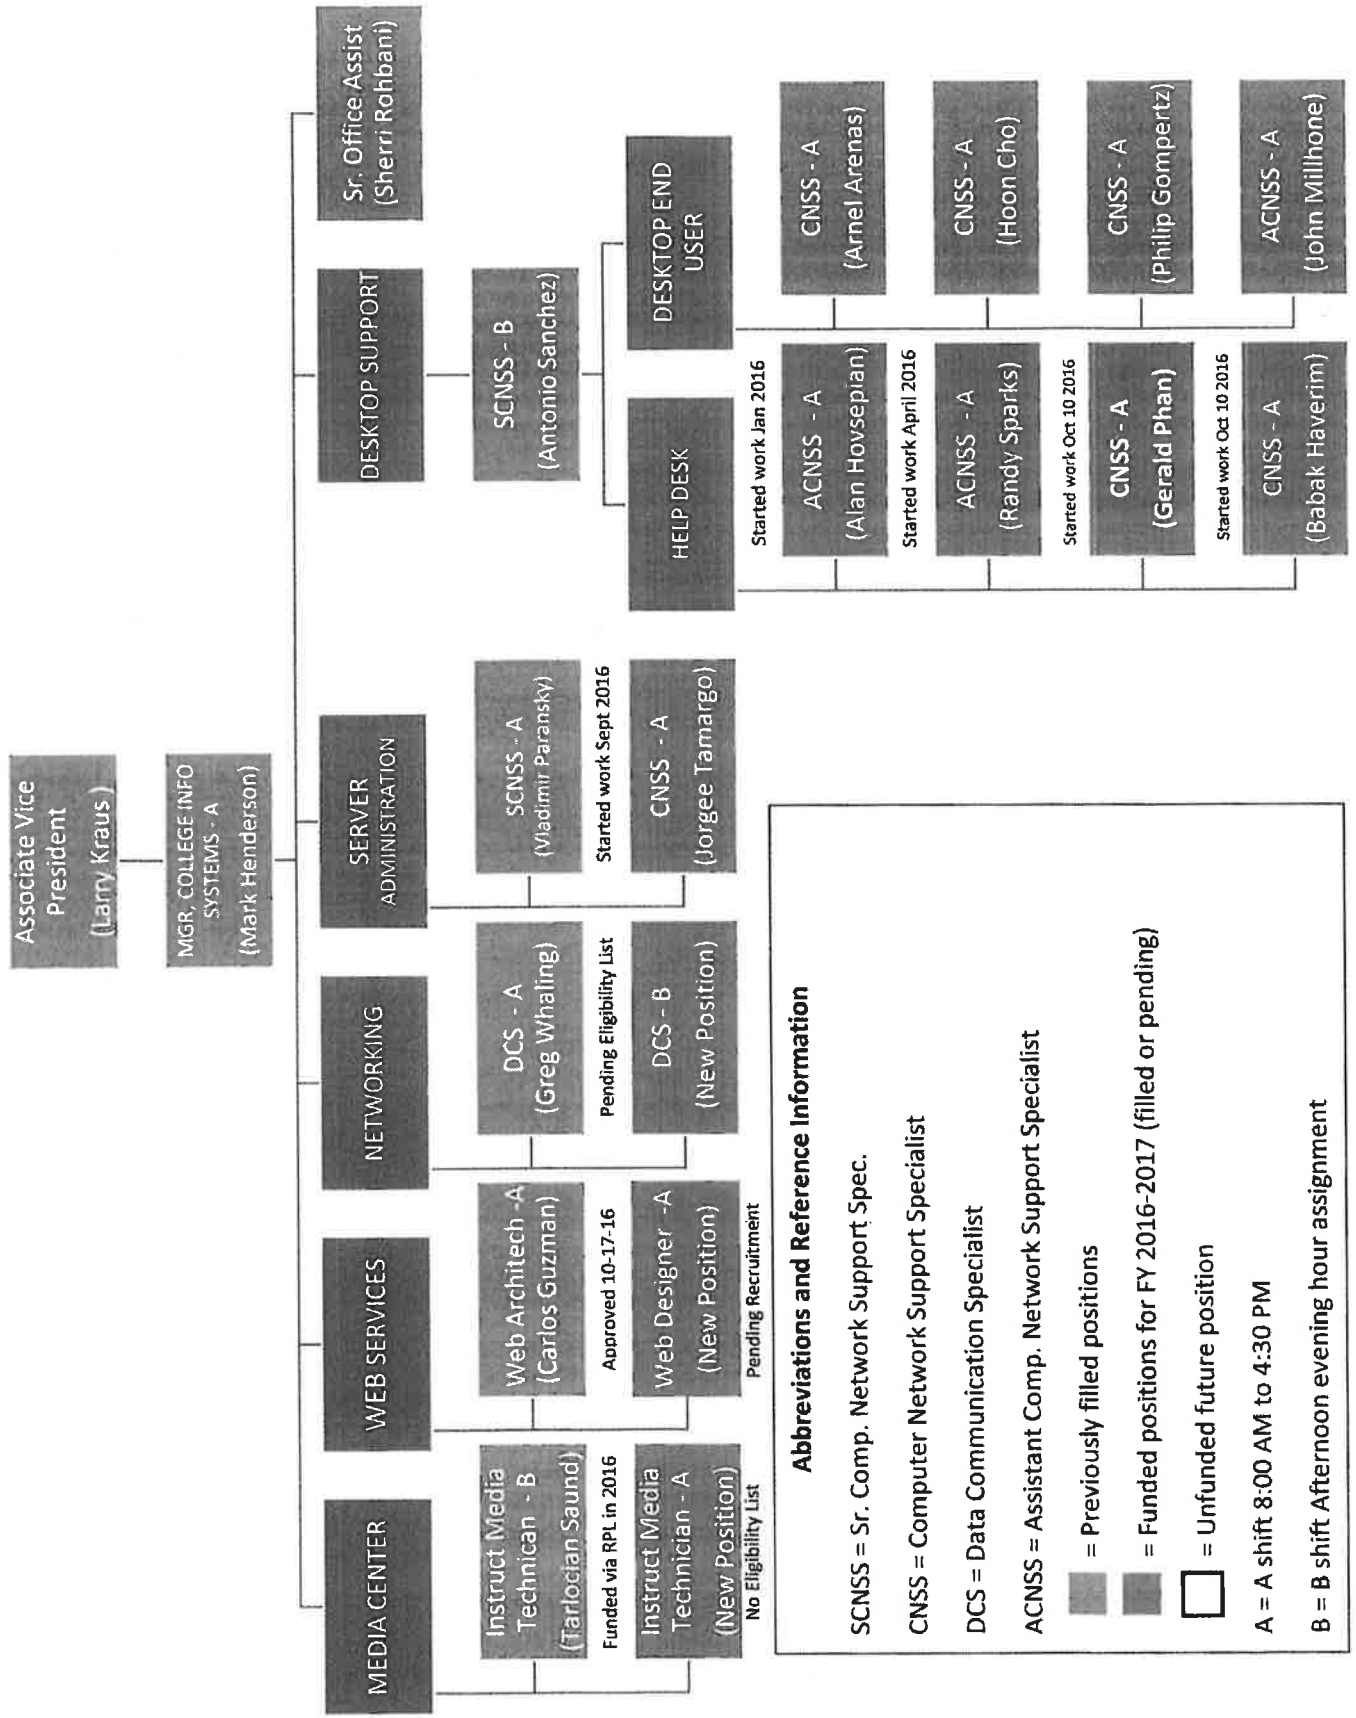 Associate Vice
President
(Larry Kraus )
MGR, COLLEGE INFO
SYSTEMS - A
(Mark Henderson)
MEDIA CENTER
Instruct Media
Technican - B
(Tarlocian Saund)
Funded via RPL in 2016
Instruct Media
Technician - A
(New Position)
No Eligibility List
WEB SERVICES
Web Architech -A
(Carlos Guzman)
Approved 10-17-16
Web Designer -A
(New Position)
Pending Recruitment
NETWORKING
DCS - A
(Greg Whaling)
Pending Eligibility List
DCS - B
(New Position)
SERVER
ADMINISTRATION
SCNSS - A
(Vladimir Paransky)
Started work Sept 2016
CNSS - A
(Jorgee Tamargo)
DESKTOP SUPPORT
SCNSS - B
(Antonio Sanchez)
HELP DESK
Started work Jan 2016
ACNSS - A
(Alan Hovsepian)
Started work April 2016
ACNSS - A
(Randy Sparks)
Started work Oct 10 2016
CNSS - A
(Gerald Phan)
Started work Oct 10 2016
CNSS - A
(Babak Haverim)
DESKTOP END
USER
CNSS - A
(Arnel Arenas)
CNSS - A
(Hoon Cho)
CNSS - A
(Philip Gompertz)
ACNSS - A
(John Millhone)
Sr. Office Assist
(Sherri Rohbani)
Abbreviations and Reference Information
SCNSS = Sr. Comp. Network Support Spec.
CNSS = Computer Network Support Specialist
DCS = Data Communication Specialist
ACNSS = Assistant Comp. Network Support Specialist
= Previously filled positions
= Funded positions for FY 2016-2017 (filled or pending)
= Unfunded future position
A = A shift 8:00 AM to 4:30 PM
B = B shift Afternoon evening hour assignment